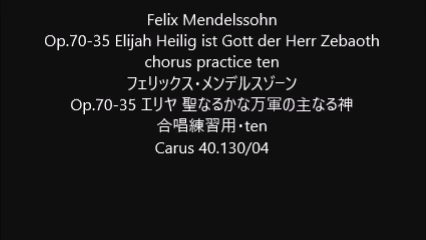 Felix Mendelssohn
Op.70-35 Elijah Heilig ist Gott der Herr Zebaoth
chorus practice ten
フェリックス・メンデルスゾーン
Op.70-35 エリヤ 聖なるかな万軍の主なる神
合唱練習用・ten
Carus 40.130/04